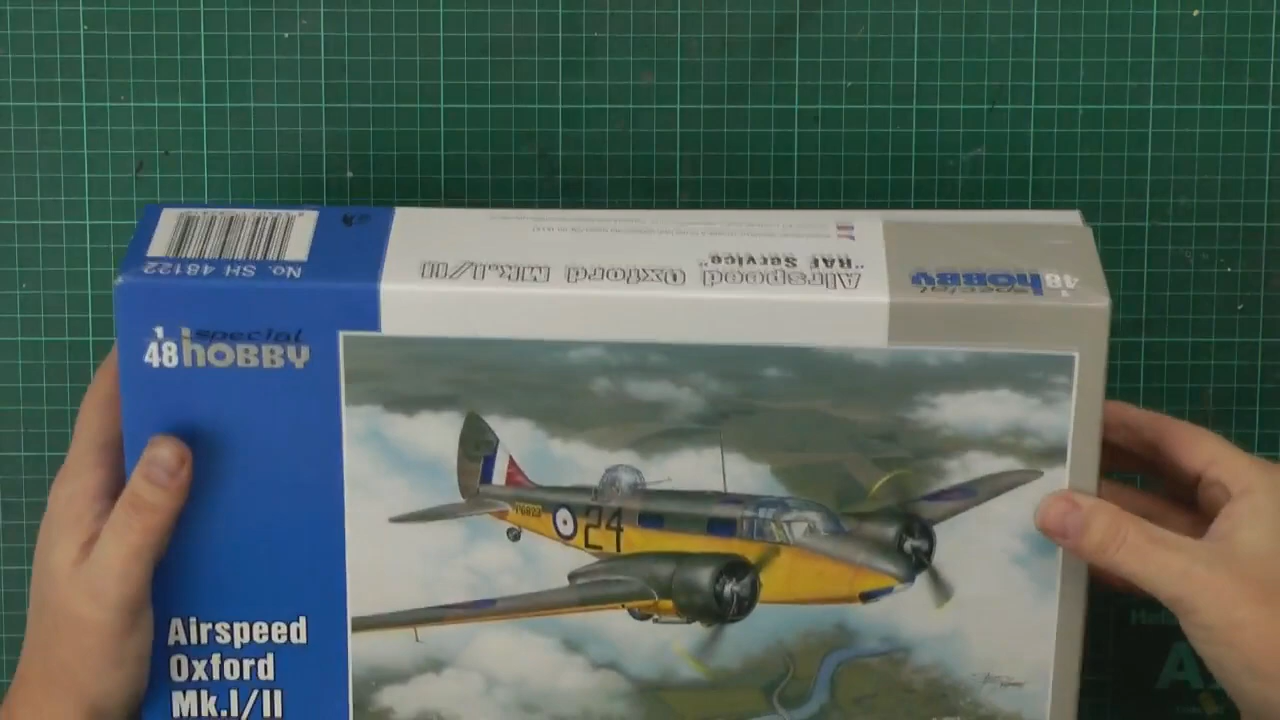 No. SH 48122
Airspeed Oxford Mk.I/II
"RAF Service"
1
48
special
HOBBY
1
48
special
HOBBY
24
Airspeed
Oxford
Mk.I/II